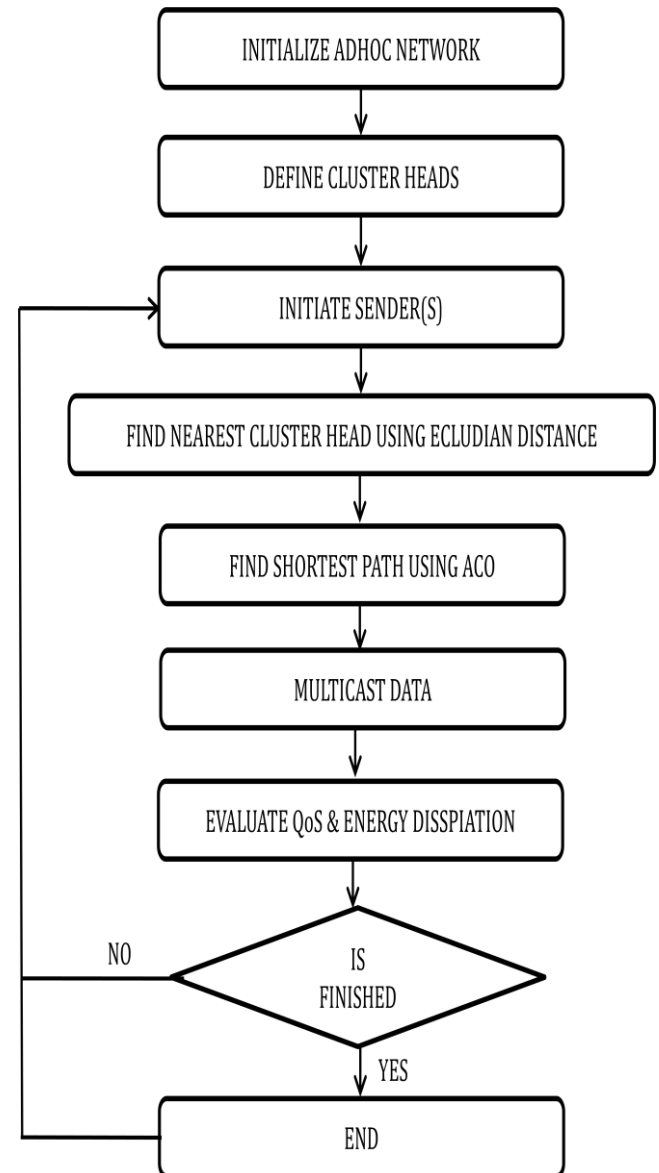 INITIALIZE ADHOC NETWORK
DEFINE CLUSTER HEADS
INITIATE SENDER(S)
FIND NEAREST CLUSTER HEAD USING ECLUDIAN DISTANCE
FIND SHORTEST PATH USING ACO
MULTICAST DATA
EVALUATE QoS & ENERGY DISSPIATION
NO
IS
FINISHED
YES
END